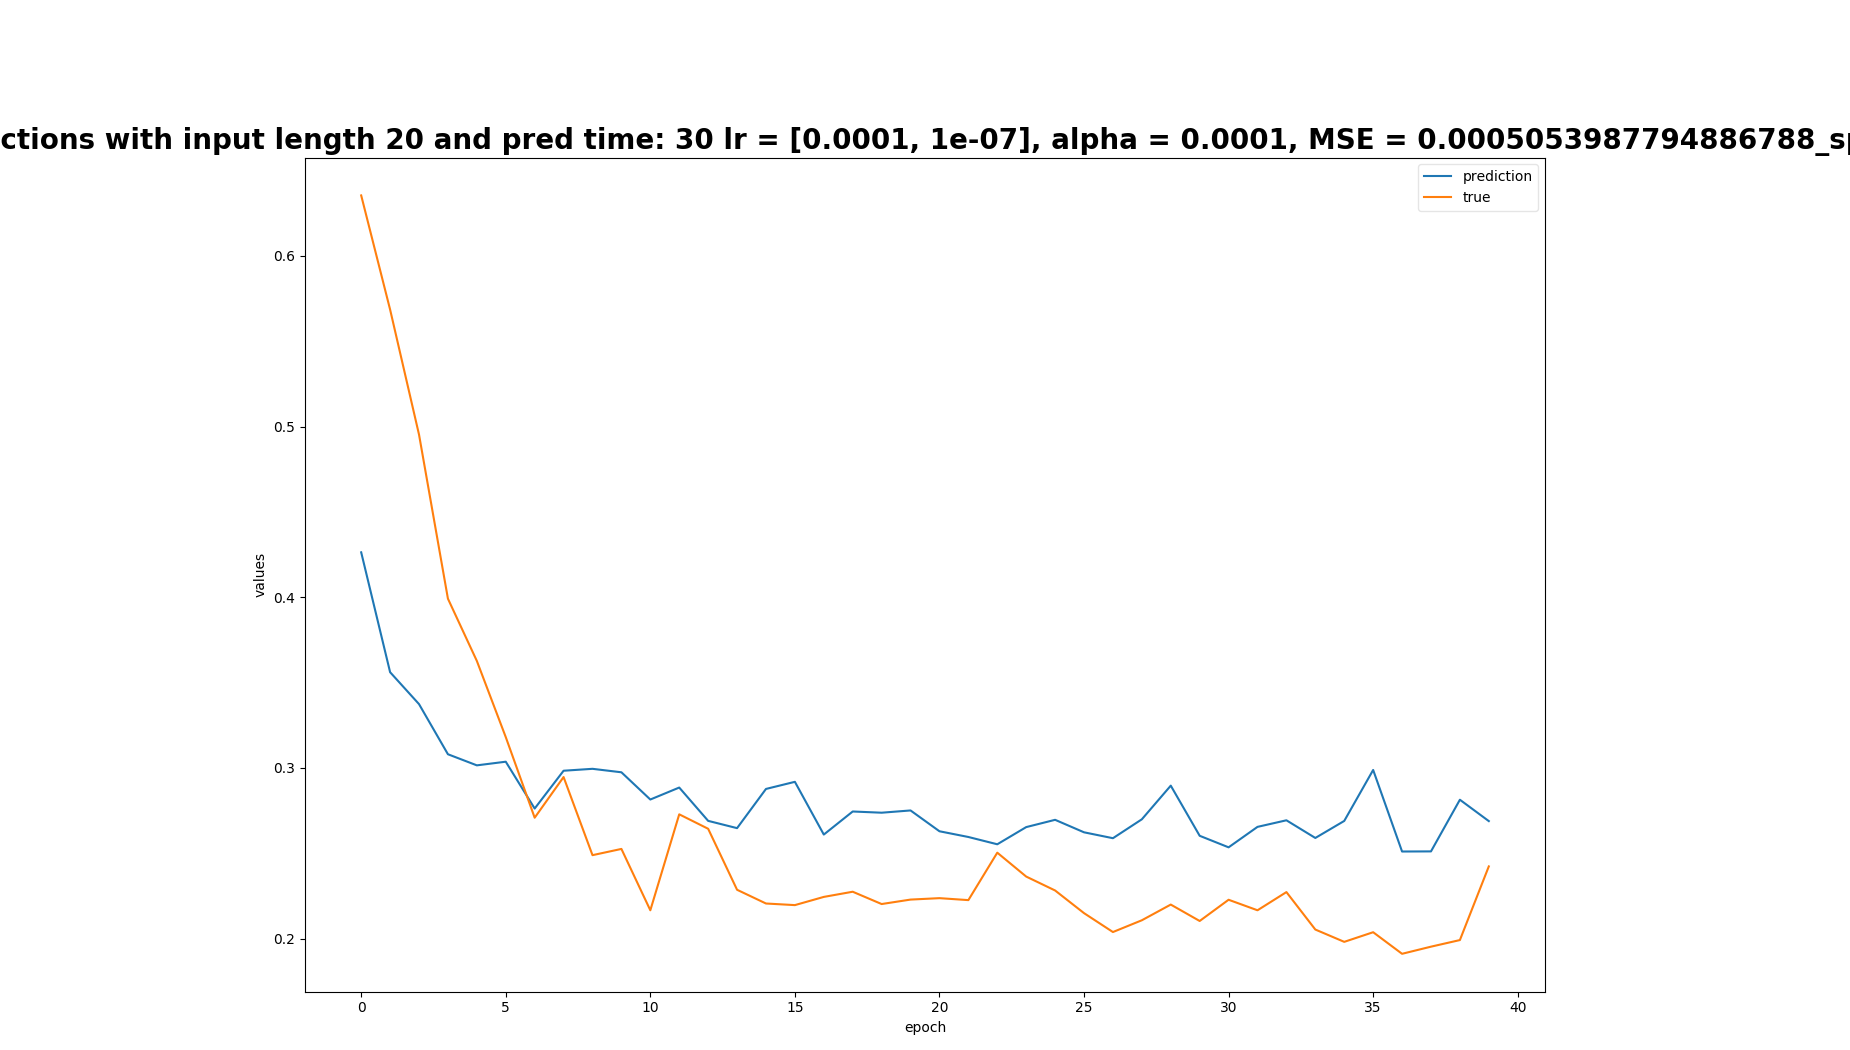 ctions with input length 20 and pred time: 30 lr = [0.0001, 1e-07], alpha = 0.0001, MSE = 0.0005053987794886788_sp
prediction
true
0.6
0.5
0.4
0.3
0.2
values
0 5 10 15 20 25 30 35 40
epoch